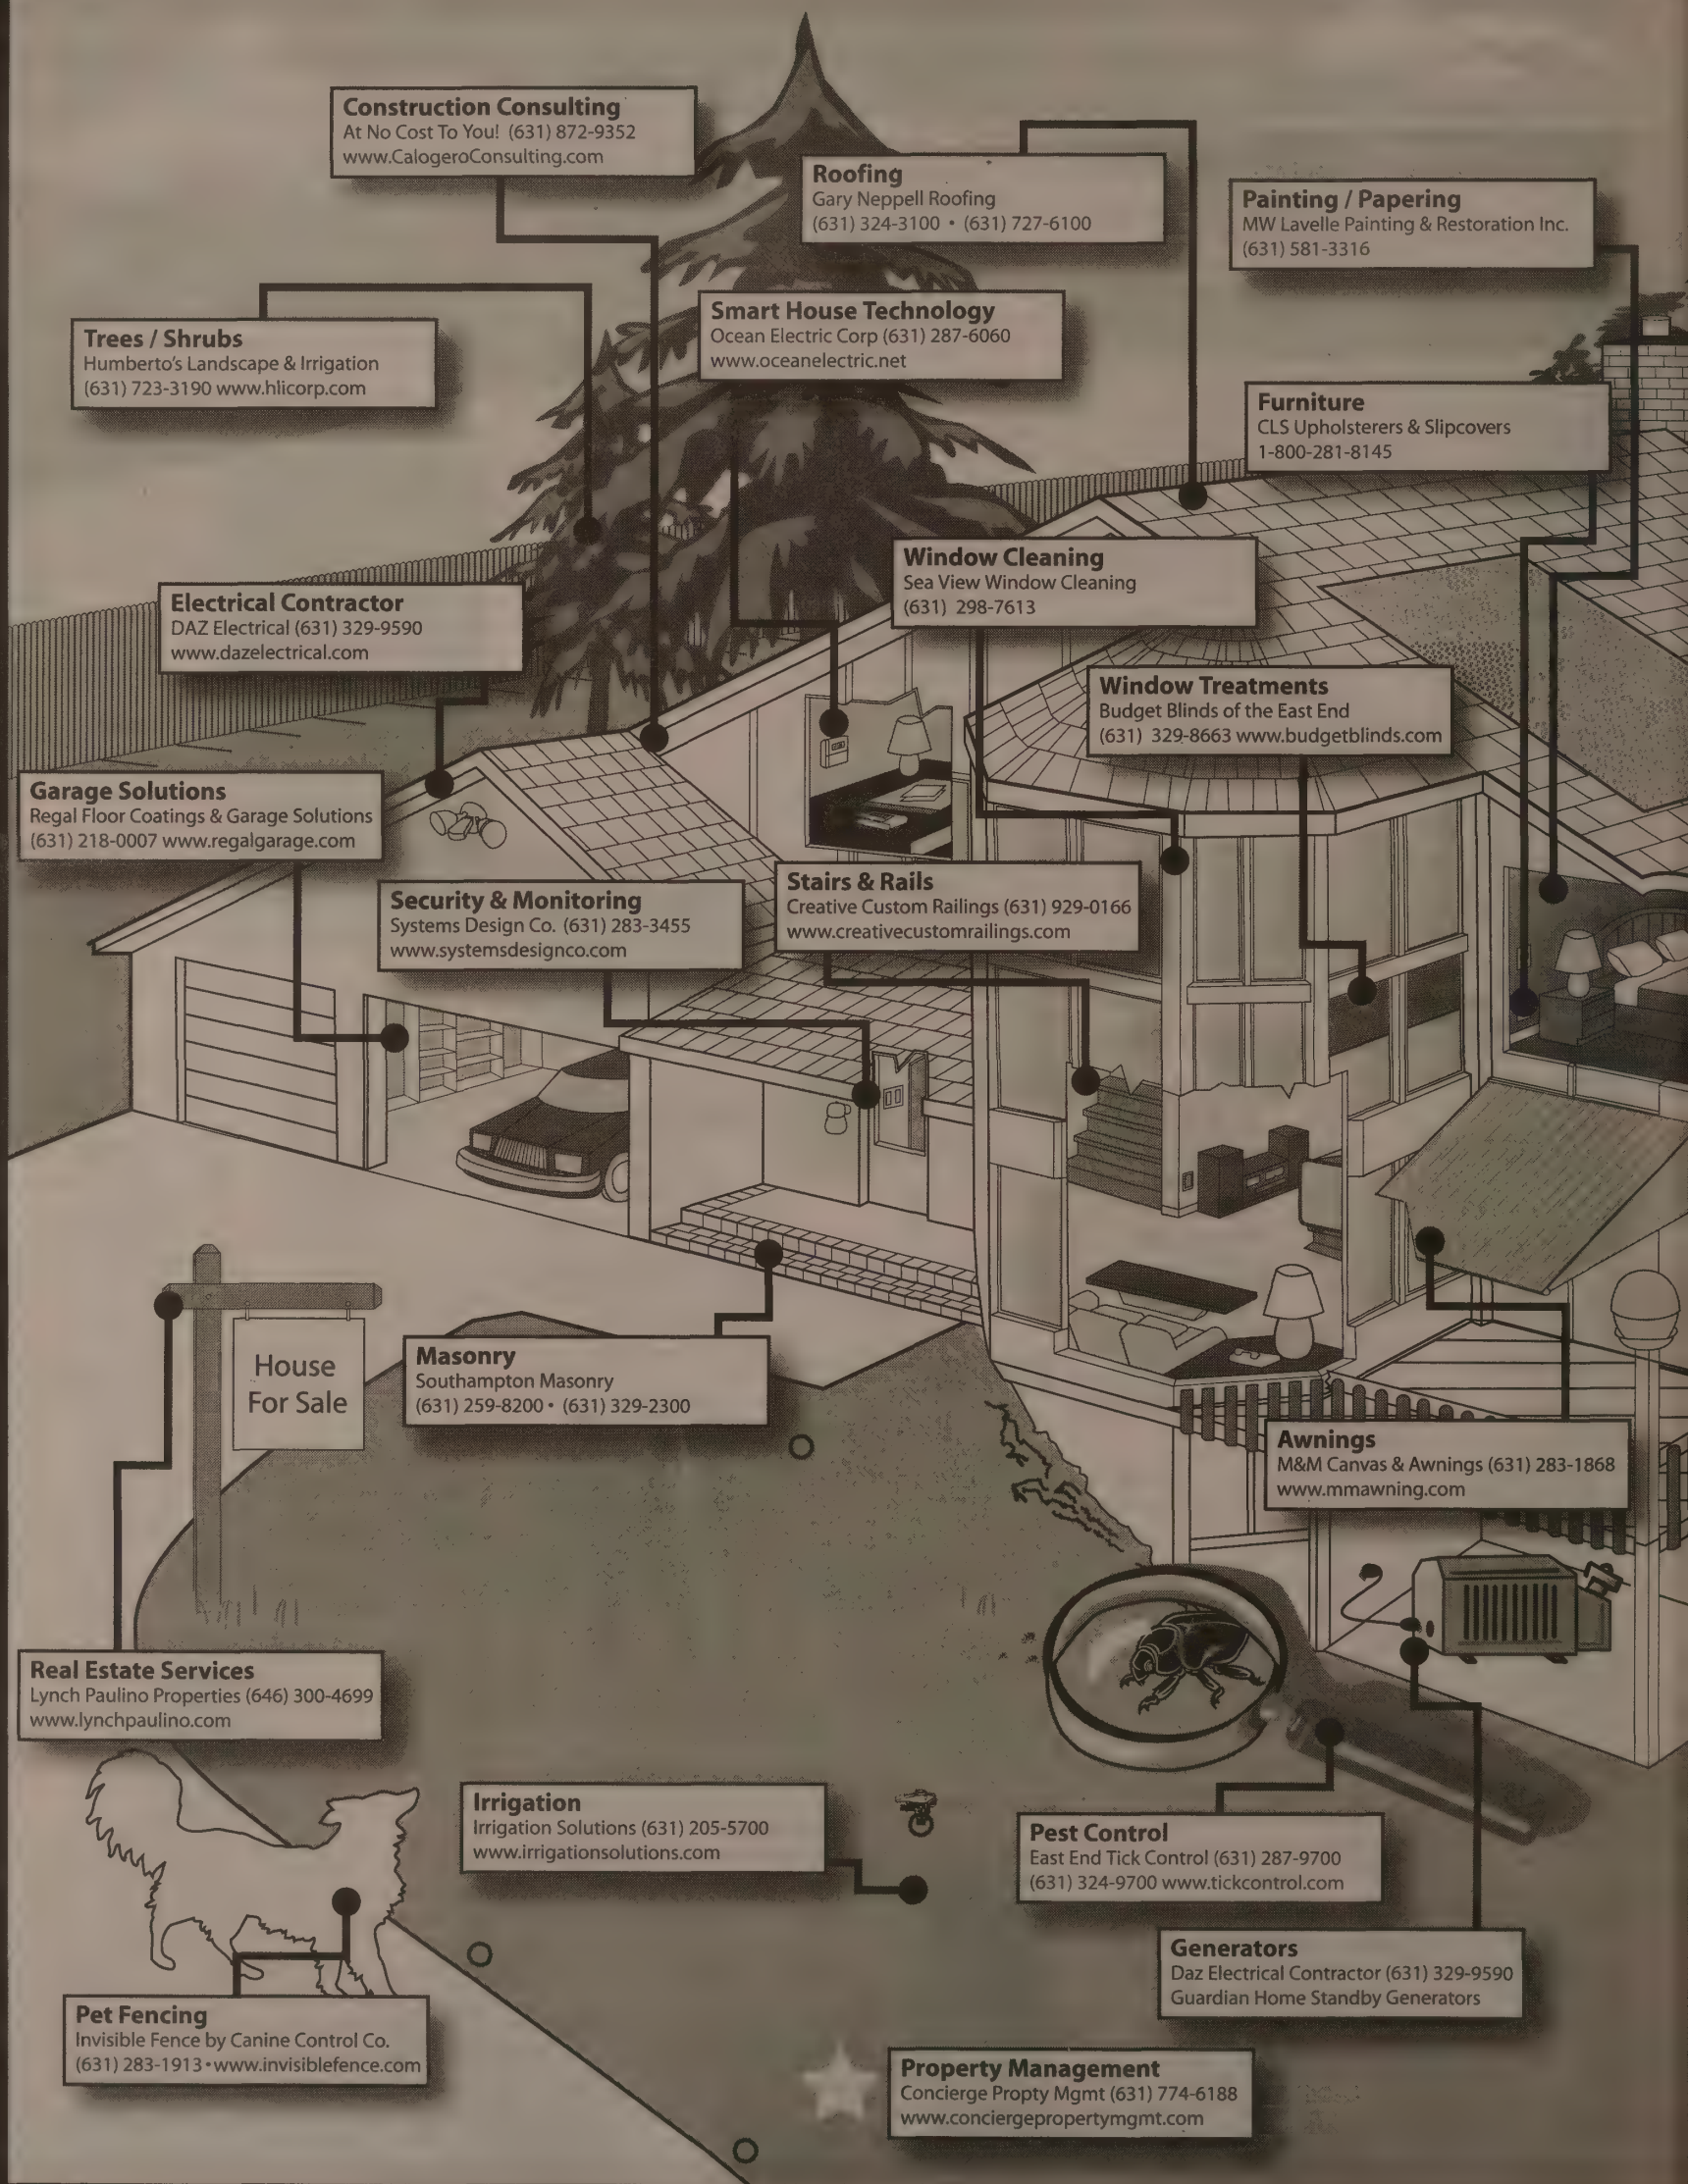 Construction Consulting
At No Cost To You! (631) 872-9352
www.CalogeroConsulting.com
Roofing
Gary Neppell Roofing
(631) 324-3100 • (631) 727-6100
Painting / Papering
MW Lavelle Painting & Restoration Inc.
(631) 581-3316
Trees / Shrubs
Humberto's Landscape & Irrigation
(631) 723-3190 www.hlicorp.com
Smart House Technology
Ocean Electric Corp (631) 287-6060
www.oceanelectric.net
Furniture
CLS Upholsterers & Slipcovers
1-800-281-8145
Window Cleaning
Sea View Window Cleaning
(631) 298-7613
Electrical Contractor
DAZ Electrical (631) 329-9590
www.dazelectrical.com
Window Treatments
Budget Blinds of the East End
(631) 329-8663 www.budgetblinds.com
Garage Solutions
Regal Floor Coatings & Garage Solutions
(631) 218-0007 www.regalgarage.com
Security & Monitoring
Systems Design Co. (631) 283-3455
www.systemsdesignco.com
Stairs & Rails
Creative Custom Railings (631) 929-0166
www.creativecustomrailings.com
House
For Sale
Masonry
Southampton Masonry
(631) 259-8200 • (631) 329-2300
Awnings
M&M Canvas & Awnings (631) 283-1868
www.mmawning.com
Real Estate Services
Lynch Paulino Properties (646) 300-4699
www.lynchpaulino.com
Irrigation
Irrigation Solutions (631) 205-5700
www.irrigationsolutions.com
Pest Control
East End Tick Control (631) 287-9700
(631) 324-9700 www.tickcontrol.com
Generators
Daz Electrical Contractor (631) 329-9590
Guardian Home Standby Generators
Pet Fencing
Invisible Fence by Canine Control Co.
(631) 283-1913•www.invisiblefence.com
Property Management
Concierge Propty Mgmt (631) 774-6188
www.conciergepropertymgmt.com